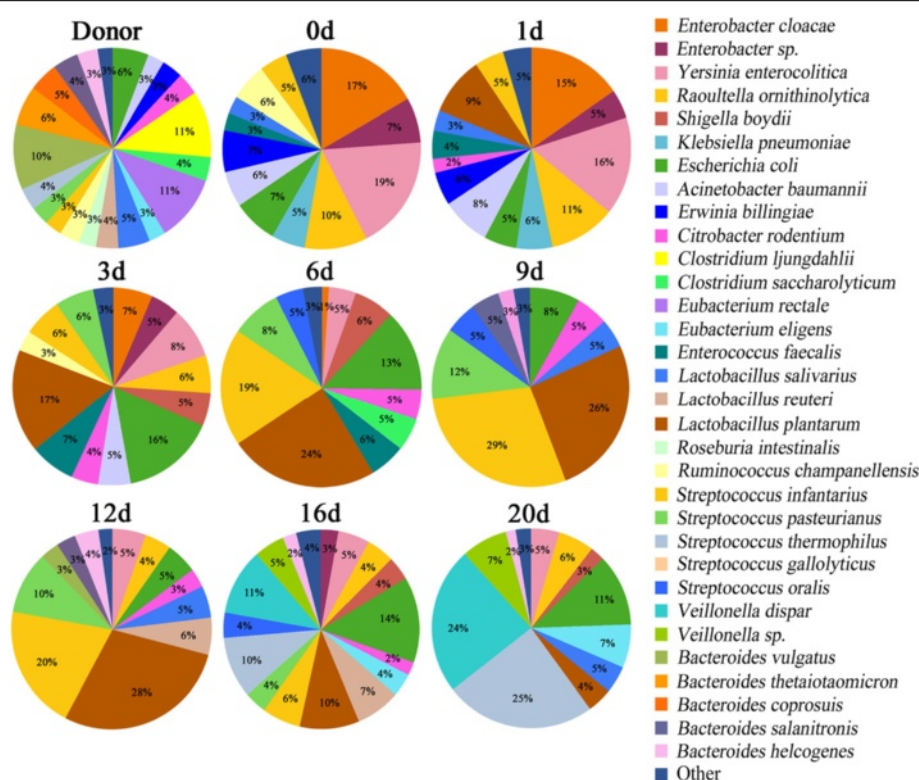 Donor
6%
3%
4%
11%
4%
11%
3%
5%
4%
3%
3%
3%
3%
4%
10%
6%
5%
4%
3%
3%
0d
17%
7%
19%
10%
5%
7%
6%
7%
3%
3%
6%
5%
6%
1d
15%
5%
16%
11%
6%
5%
8%
6%
2%
4%
3%
9%
5%
5%
3d
7%
5%
8%
6%
5%
16%
5%
4%
7%
17%
3%
6%
6%
3%
6d
1%
5%
6%
13%
5%
5%
6%
24%
19%
8%
5%
3%
9d
8%
5%
5%
26%
29%
12%
5%
5%
3%
3%
12d
5%
4%
5%
3%
5%
6%
28%
20%
10%
3%
3%
4%
2%
16d
3%
5%
4%
4%
14%
2%
4%
7%
10%
6%
4%
10%
4%
11%
5%
2%
4%
20d
5%
6%
3%
11%
7%
5%
4%
25%
24%
7%
2%
3%
Enterobacter cloacae
Enterobacter sp.
Yersinia enterocolitica
Raoultella ornithinolytica
Shigella boydii
Klebsiella pneumoniae
Escherichia coli
Acinetobacter baumannii
Erwinia billingiae
Citrobacter rodentium
Clostridium ljungdahlii
Clostridium saccharolyticum
Eubacterium rectale
Eubacterium eligens
Enterococcus faecalis
Lactobacillus salivarius
Lactobacillus reuteri
Lactobacillus plantarum
Roseburia intestinalis
Ruminococcus champanellensis
Streptococcus infantarius
Streptococcus pasteurianus
Streptococcus thermophilus
Streptococcus gallolyticus
Streptococcus oralis
Veillonella dispar
Veillonella sp.
Bacteroides vulgatus
Bacteroides thetaiotaomicron
Bacteroides coprosuis
Bacteroides salanitronis
Bacteroides helcogenes
Other